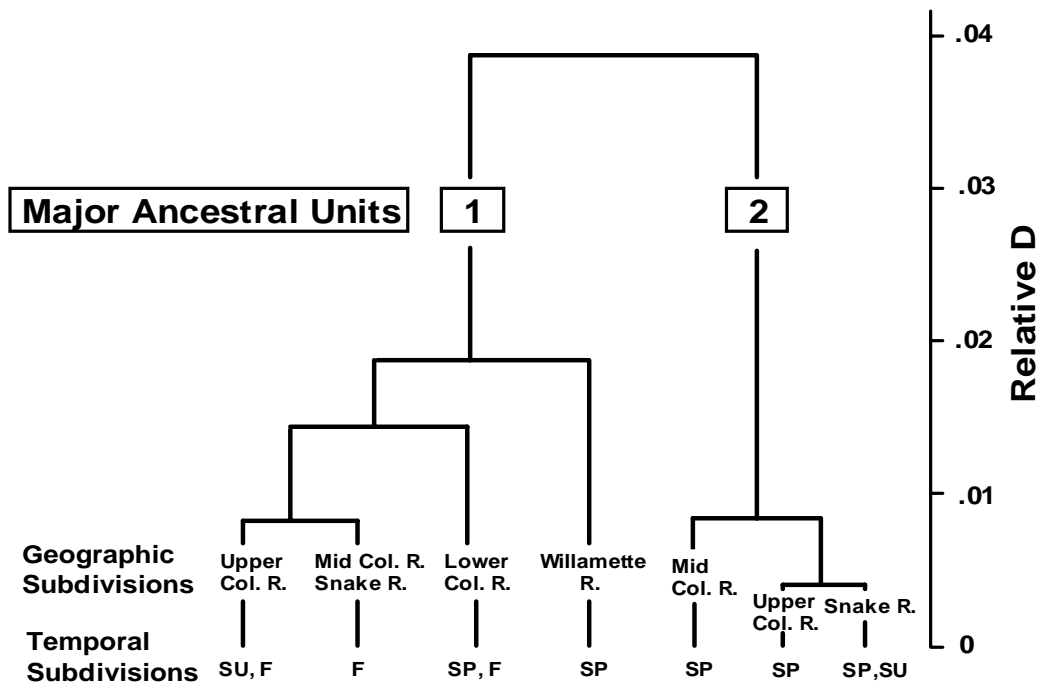 .04
.03
Major Ancestral Units
1
2
.02
Relative D
.01
Geographic
Subdivisions
Upper
Col. R.
Mid Col. R.
Snake R.
Lower
Col. R.
Willamette
R.
Mid
Col. R.
Upper
Col. R.
Snake R.
0
Temporal
Subdivisions
SU, F
F
SP, F
SP
SP
SP
SP,SU